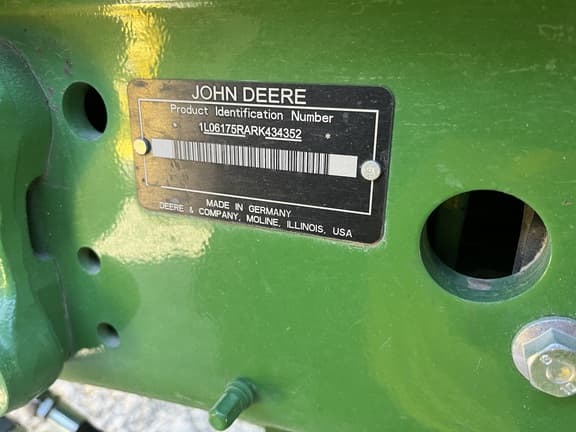 JOHN DEERE
Product Identification Number
* 1L06175RARK434352 *
MADE IN GERMANY
DEERE & COMPANY, MOLINE, ILLINOIS, USA